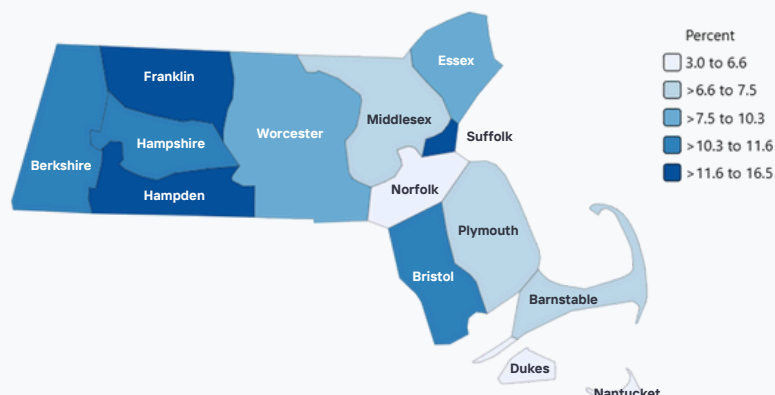 Percent
3.0 to 6.6
>6.6 to 7.5
>7.5 to 10.3
>10.3 to 11.6
>11.6 to 16.5
Essex
Franklin
Middlesex
Worcester
Suffolk
Hampshire
Berkshire
Norfolk
Hampden
Plymouth
Bristol
Barnstable
Dukes
Nantucket